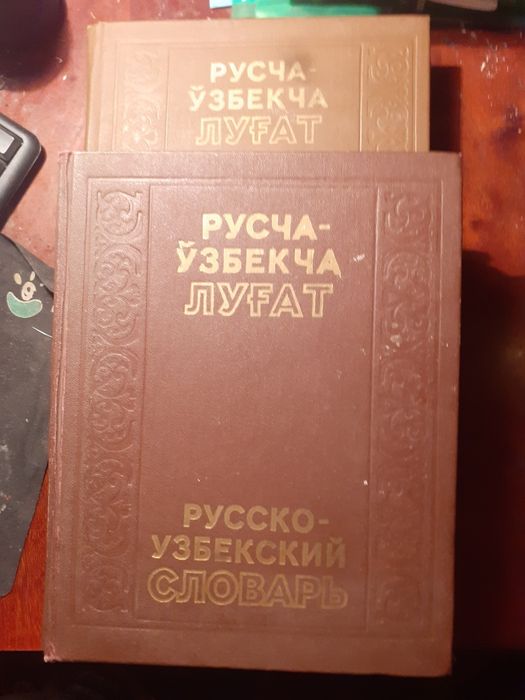 РУСЧА-
ЎЗБЕКЧА
ЛУҒАТ
РУСЧА-
ЎЗБЕКЧА
ЛУҒАТ
РУССКО-
УЗБЕКСКИЙ
СЛОВАРЬ